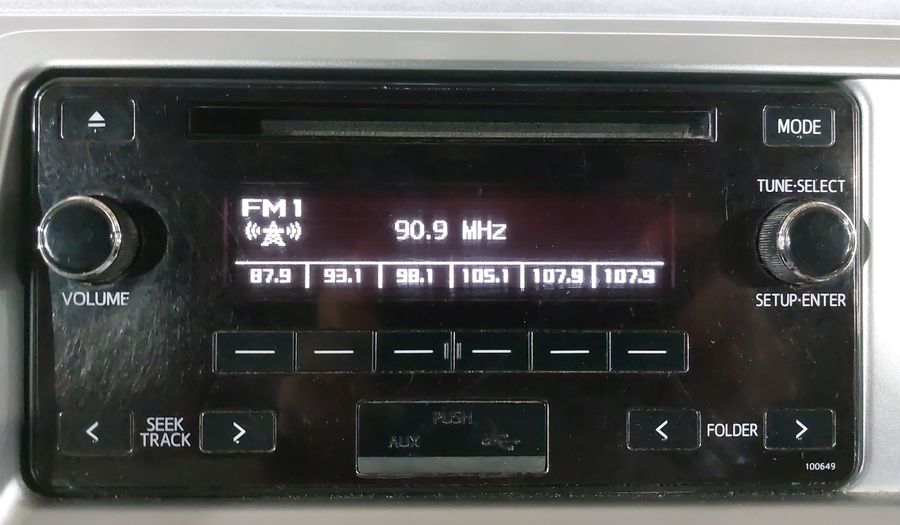 MODE
TUNE·SELECT
FM1
90.9 MHz
87.9 93.1 98.1 105.1 107.9 107.9
VOLUME
SETUP·ENTER
SEEK
TRACK
PUSH
AUX
FOLDER
100649